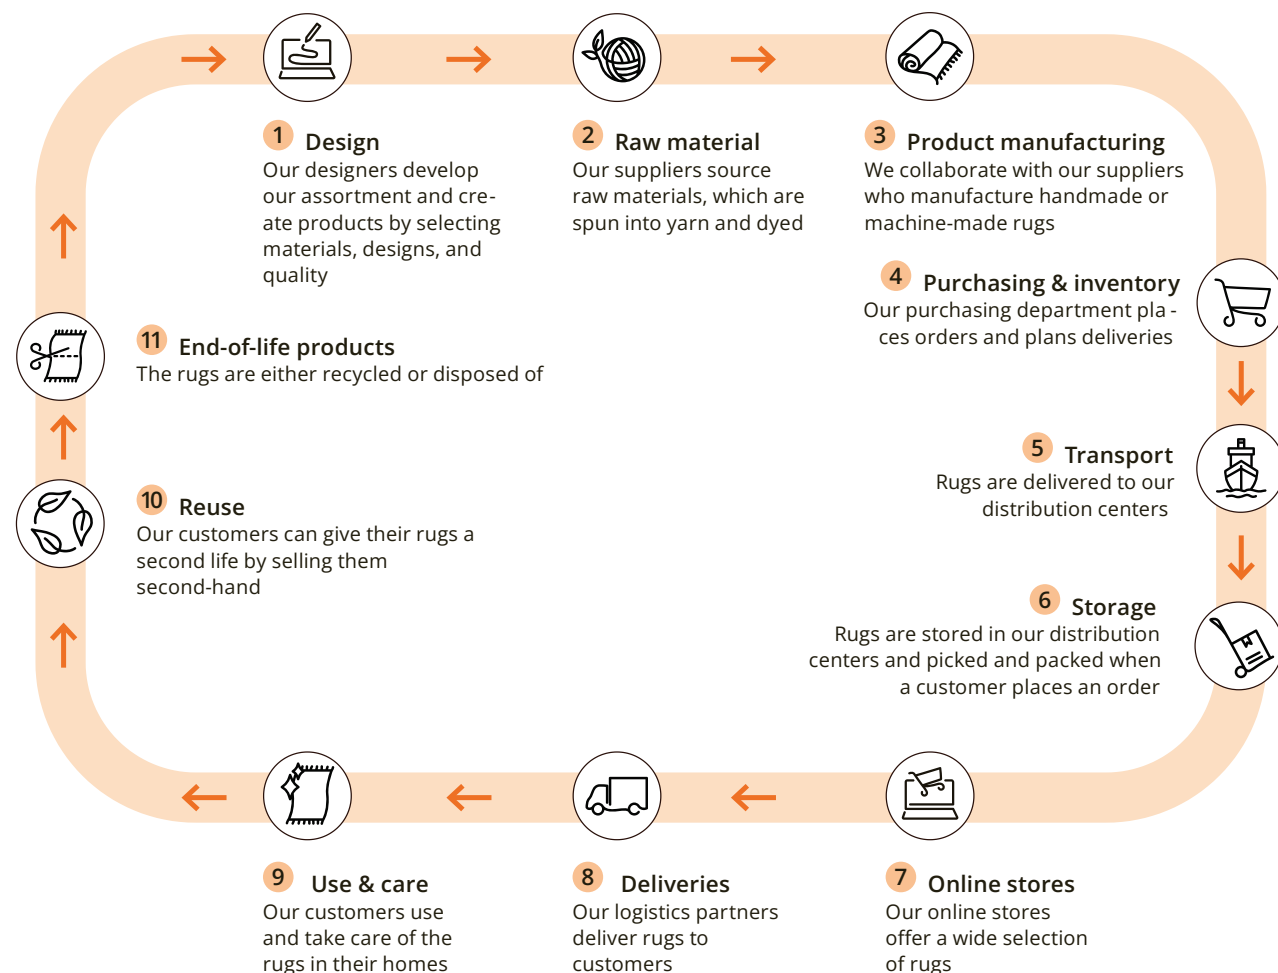 1 Design
Our designers develop
our assortment and cre-
ate products by selecting
materials, designs, and
quality
2 Raw material
Our suppliers source
raw materials, which are
spun into yarn and dyed
3 Product manufacturing
We collaborate with our suppliers
who manufacture handmade or
machine-made rugs
4 Purchasing & inventory
Our purchasing department pla -
ces orders and plans deliveries
5 Transport
Rugs are delivered to our
distribution centers
6 Storage
Rugs are stored in our distribution
centers and picked and packed when
a customer places an order
7 Online stores
Our online stores
offer a wide selection
of rugs
8 Deliveries
Our logistics partners
deliver rugs to
customers
9 Use & care
Our customers use
and take care of the
rugs in their homes
10 Reuse
Our customers can give their rugs a
second life by selling them
second-hand
11 End-of-life products
The rugs are either recycled or disposed of